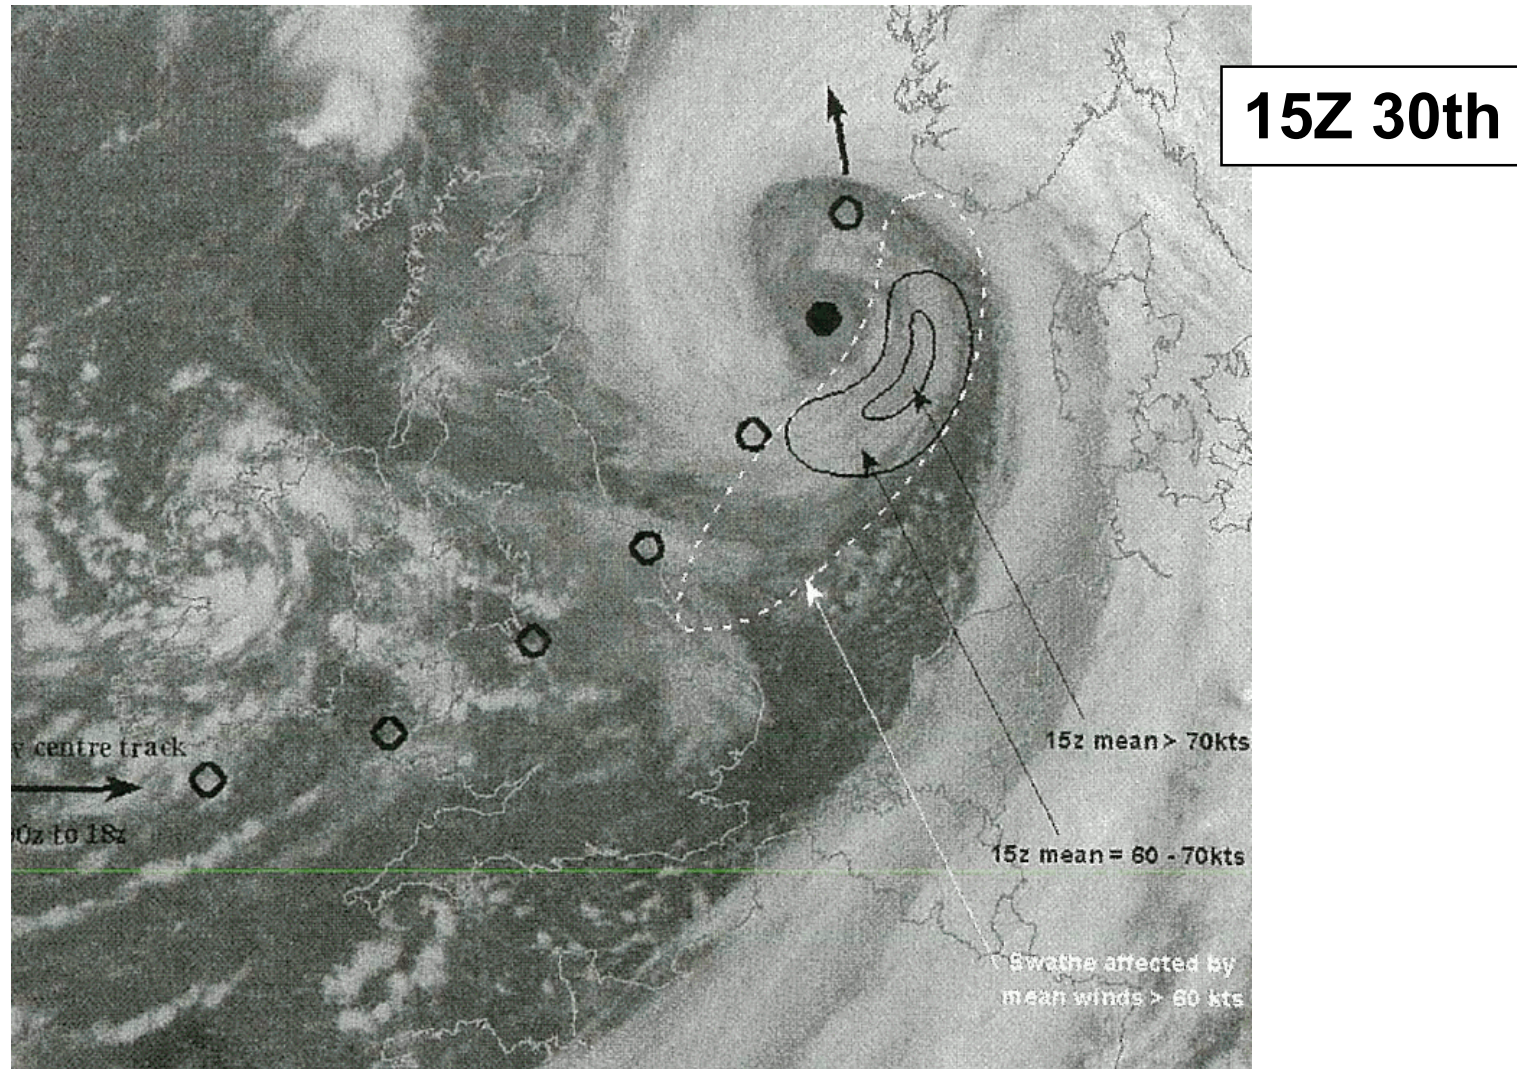 15Z 30th
centre track
to 18z
15z mean > 70kts
15z mean = 60 - 70kts
Swathe affected by
mean winds > 60 kts